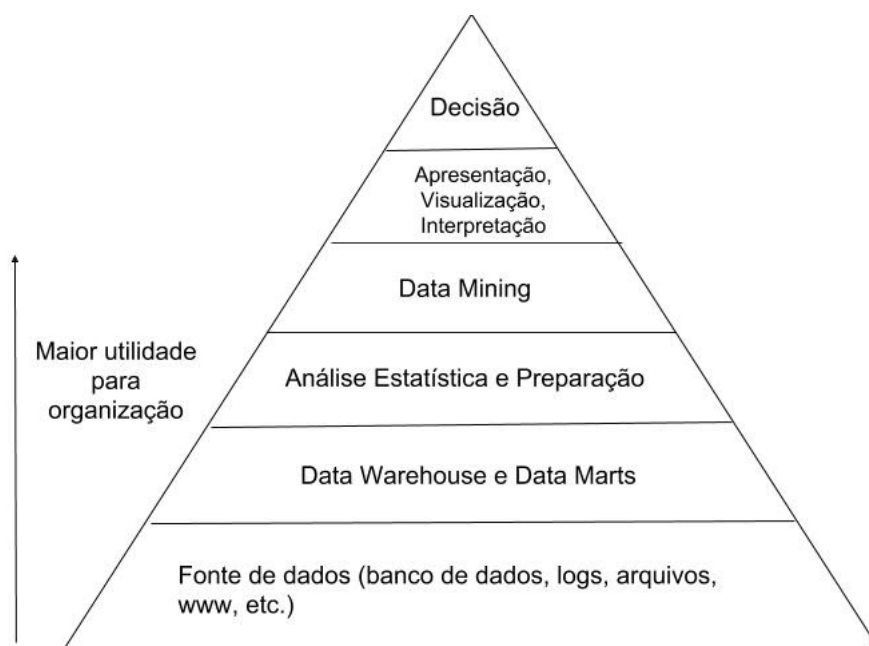 Decisão
Apresentação,
Visualização,
Interpretação
Data Mining
Maior utilidade
para
organização
Análise Estatística e Preparação
Data Warehouse e Data Marts
Fonte de dados (banco de dados, logs, arquivos,
www, etc.)